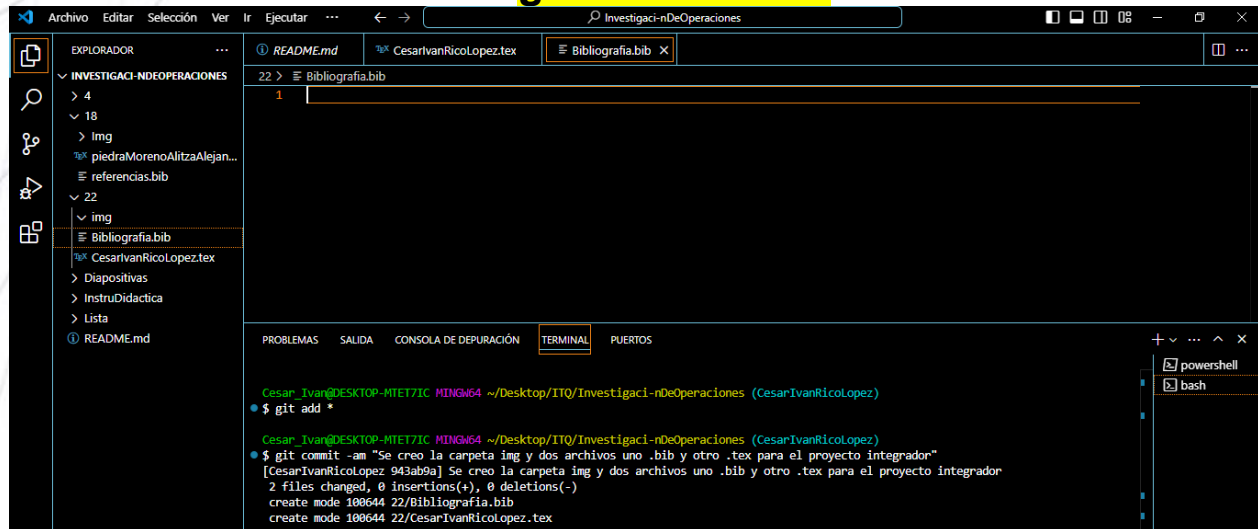 Archivo Editar Selección Ver Ir Ejecutar ··· Investigaci-nDeOperaciones
EXPLORADOR ···
README.md CesarIvanRicoLopez.tex Bibliografia.bib
INVESTIGACI-NDEOPERACIONES
22 > Bibliografia.bib
1
> 4
18
> Img
TEX piedraMorenoAlitzaAlejan...
referencias.bib
22
img
Bibliografia.bib
TEX CesarIvanRicoLopez.tex
> Diapositivas
> InstruDidactica
> Lista
README.md
PROBLEMAS SALIDA CONSOLA DE DEPURACIÓN TERMINAL PUERTOS
powershell
bash
Cesar_Ivan@DESKTOP-MTET7IC MINGW64 ~/Desktop/ITQ/Investigaci-nDeOperaciones (CesarIvanRicoLopez)
$ git add *
Cesar_Ivan@DESKTOP-MTET7IC MINGW64 ~/Desktop/ITQ/Investigaci-nDeOperaciones (CesarIvanRicoLopez)
$ git commit -am "Se creo la carpeta img y dos archivos uno .bib y otro .tex para el proyecto integrador"
[CesarIvanRicoLopez 943ab9a] Se creo la carpeta img y dos archivos uno .bib y otro .tex para el proyecto integrador
2 files changed, 0 insertions(+), 0 deletions(-)
create mode 100644 22/Bibliografia.bib
create mode 100644 22/CesarIvanRicoLopez.tex